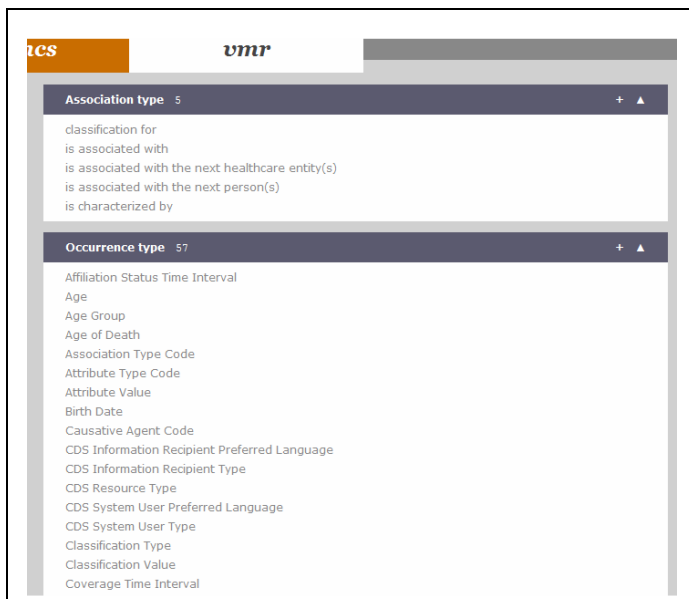 vmr
Association type 5 + ▲
classification for
is associated with
is associated with the next healthcare entity(s)
is associated with the next person(s)
is characterized by
Occurrence type 57 + ▲
Affiliation Status Time Interval
Age
Age Group
Age of Death
Association Type Code
Attribute Type Code
Attribute Value
Birth Date
Causative Agent Code
CDS Information Recipient Preferred Language
CDS Information Recipient Type
CDS Resource Type
CDS System User Preferred Language
CDS System User Type
Classification Type
Classification Value
Coverage Time Interval